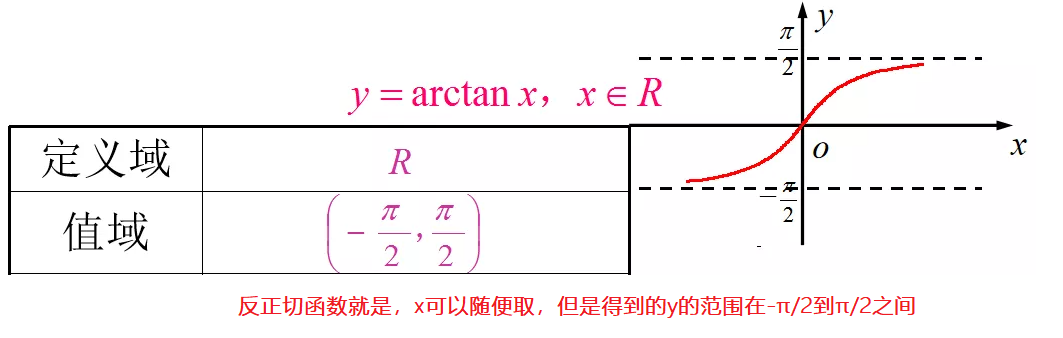 y
π/2
y = arctan x，x ∈ R
o
x
定义域 R
值域 (-π/2, π/2)
-π/2
反正切函数就是，x可以随便取，但是得到的y的范围在-π/2到π/2之间